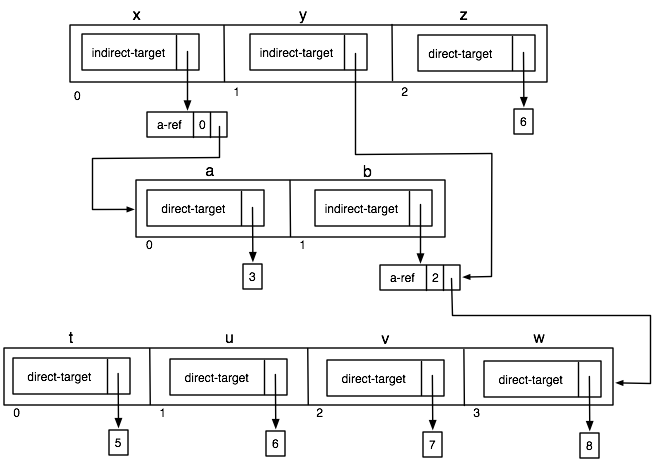 x y z
indirect-target indirect-target direct-target
0 1 2
a-ref 0 6
a b
direct-target indirect-target
0 1
3 a-ref 2
t u v w
direct-target direct-target direct-target direct-target
0 1 2 3
5 6 7 8